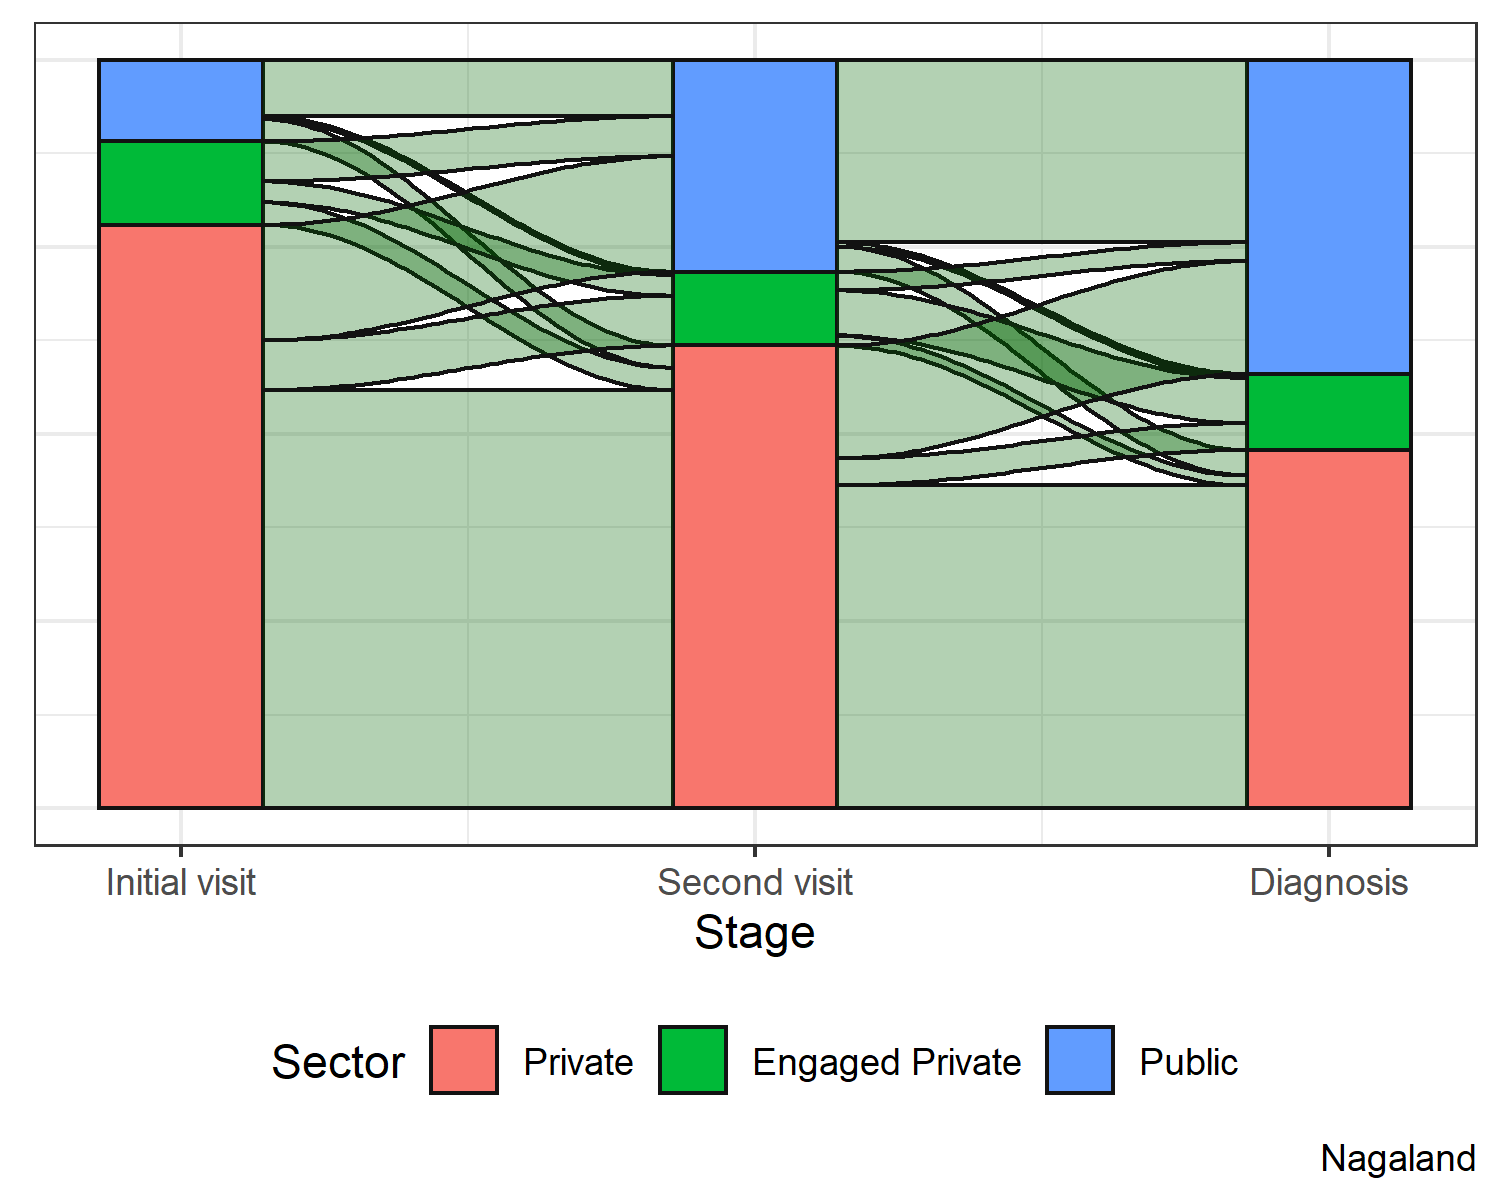 Initial visit Second visit Diagnosis
Stage
Sector Private Engaged Private Public
Nagaland